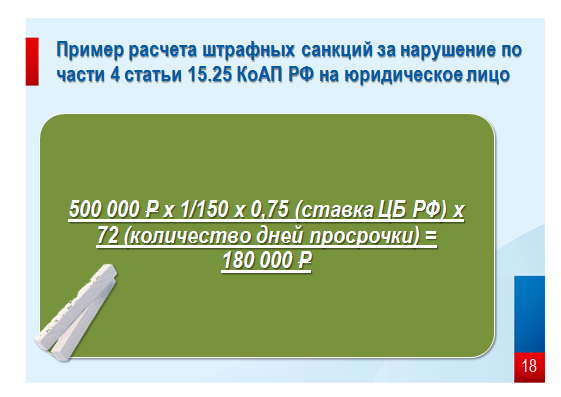 Пример расчета штрафных санкций за нарушение по
части 4 статьи 15.25 КоАП РФ на юридическое лицо
500 000 ₽ х 1/150 х 0,75 (ставка ЦБ РФ) х
72 (количество дней просрочки) =
180 000 ₽
18